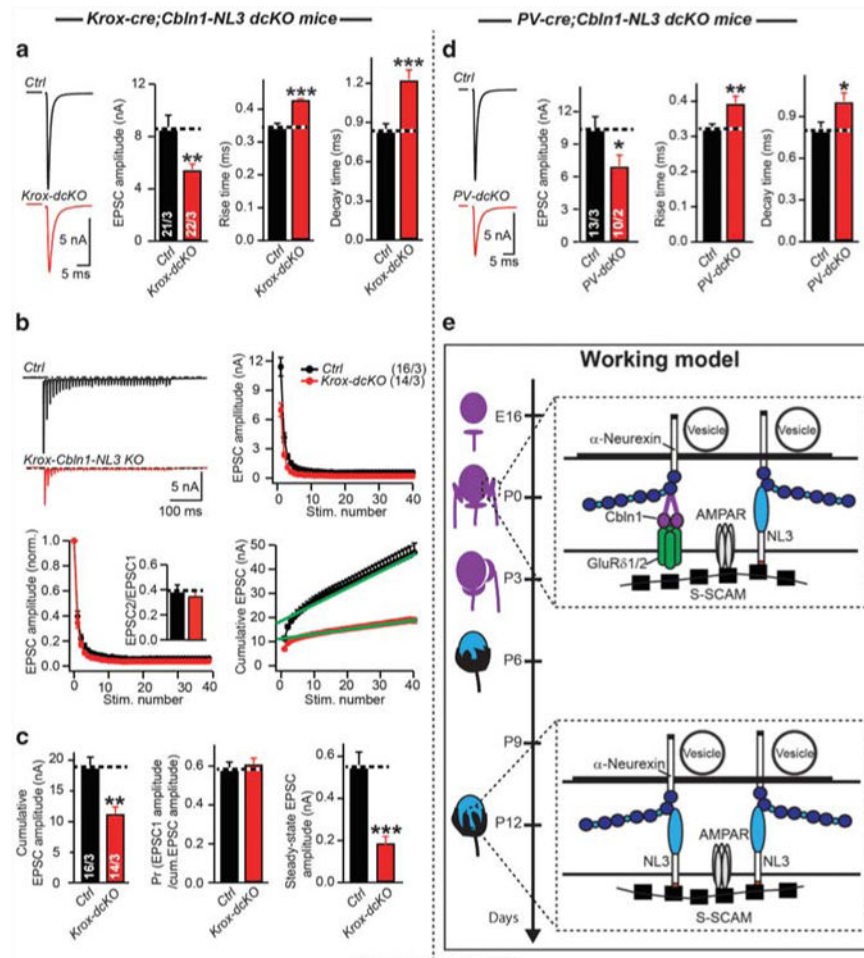 Krox-cre;Cbln1-NL3 dcKO mice
a
Ctrl
Krox-dcKO
5 nA
5 ms
EPSC amplitude (nA)
12
8
4
0
21/3
22/3
**
Ctrl
Krox-dcKO
Rise time (ms)
0.4
0.2
0.0
***
Ctrl
Krox-dcKO
Decay time (ms)
1.2
0.9
0.6
0.3
0.0
***
Ctrl
Krox-dcKO
b
Ctrl
Krox-Cbln1-NL3 KO
5 nA
100 ms
EPSC ampllitude (nA)
12
9
6
3
0
0 10 20 30 40
Stim. number
Ctrl (16/3)
Krox-dcKO (14/3)
EPSC amplitude (norm.)
1.0
0.8
0.6
0.4
0.2
0.0
0 10 20 30 40
Stim. number
EPSC2/EPSC1
0.4
0.2
0.0
Cumulative EPSC (nA)
50
40
30
20
10
0
0 10 20 30 40
Stim. number
c
Cumulative
EPSC amplitude (nA)
20
15
10
5
0
16/3
14/3
**
Ctrl
Krox-dcKO
Pr (EPSC1 amplitude
/cum.EPSC amplitude)
0.6
0.4
0.2
0.0
Ctrl
Krox-dcKO
Steady-state EPSC
amplitude (nA)
0.6
0.4
0.2
0.0
***
Ctrl
Krox-dcKO
PV-cre;Cbln1-NL3 dcKO mice
d
Ctrl
PV-dcKO
5 nA
5 ms
EPSC amplitude (nA)
12
9
6
3
0
13/3
10/2
*
Ctrl
PV-dcKO
Rise time (ms)
0.4
0.3
0.2
0.1
0.0
**
Ctrl
PV-dcKO
Decay time (ms)
0.9
0.6
0.3
0.0
*
Ctrl
PV-dcKO
e
Working model
E16
P0
P3
P6
P9
P12
Days
α-Neurexin
Vesicle
Vesicle
Cbln1
AMPAR
NL3
GluRδ1/2
S-SCAM
α-Neurexin
Vesicle
Vesicle
AMPAR
NL3
NL3
S-SCAM